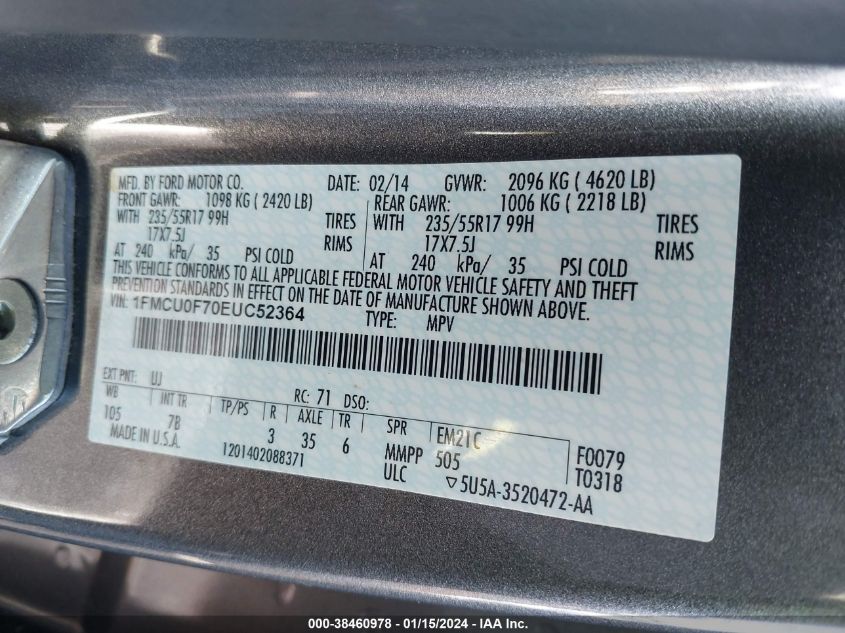 MFD. BY FORD MOTOR CO. DATE: 02/14 GVWR: 2096 KG ( 4620 LB)
FRONT GAWR: 1098 KG ( 2420 LB) REAR GAWR: 1006 KG ( 2218 LB)
WITH 235/55R17 99H TIRES WITH 235/55R17 99H TIRES
17X7.5J RIMS 17X7.5J RIMS
AT 240 kPa/ 35 PSI COLD AT 240 kPa/ 35 PSI COLD
THIS VEHICLE CONFORMS TO ALL APPLICABLE FEDERAL MOTOR VEHICLE SAFETY AND THEFT
PREVENTION STANDARDS IN EFFECT ON THE DATE OF MANUFACTURE SHOWN ABOVE.
VIN: 1FMCU0F70EUC52364 TYPE: MPV
EXT PNT: UJ RC: 71 DSO:
WB INT TR TP/PS R AXLE TR SPR EM21C
105 7B 3 35 6 MMPP 505 F0079
MADE IN U.S.A. 1201402088371 ULC ▽5U5A-3520472-AA T0318
000-38460978 - 01/15/2024 - IAA Inc.